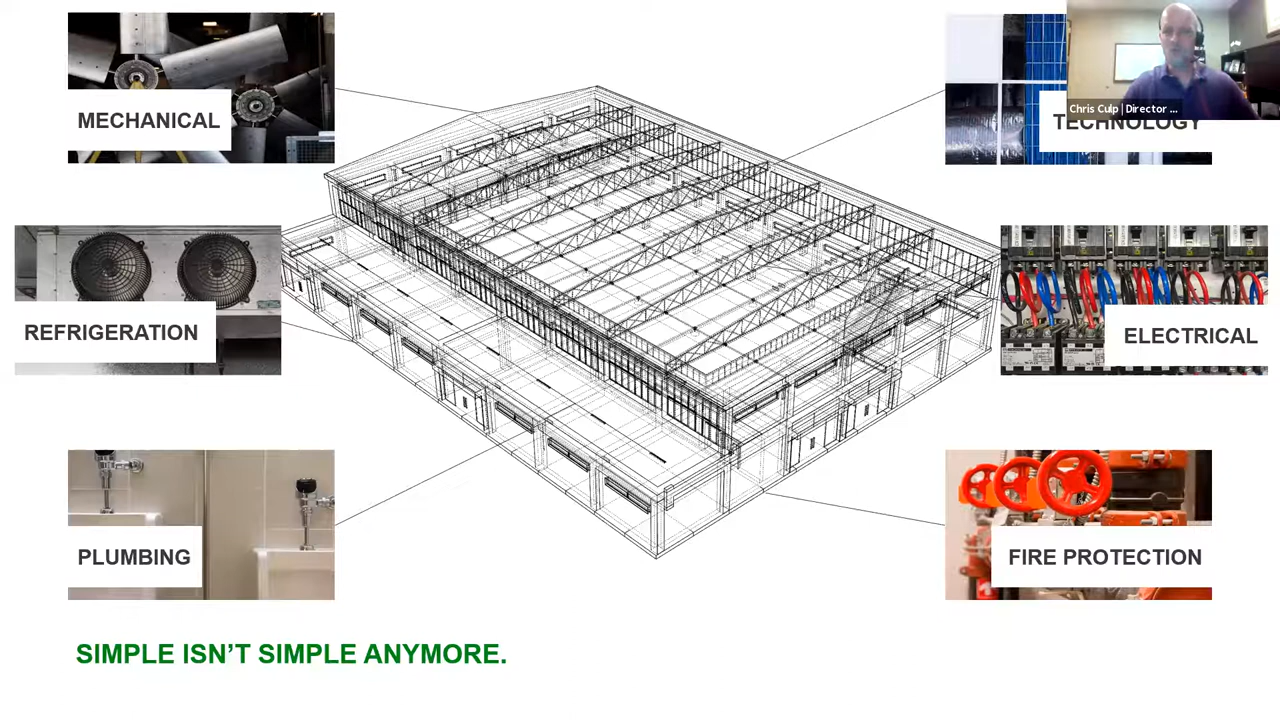 MECHANICAL
Chris Culp | Director ...
TECHNOLOGY
REFRIGERATION
ELECTRICAL
PLUMBING
FIRE PROTECTION
SIMPLE ISN'T SIMPLE ANYMORE.